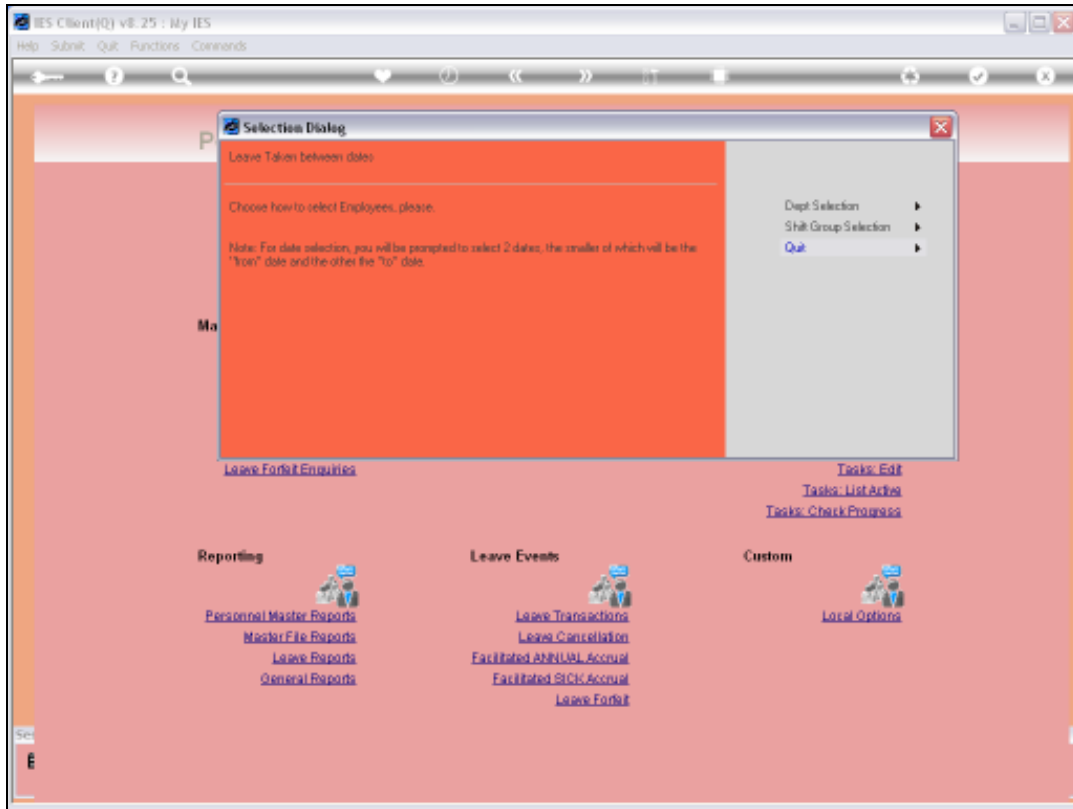 IES Client(Q) v8.25 : My IES
Help Submit Quit Functions Commands
Selection Dialog
Leave Taken between dates
Choose how to select Employees, please.
Note: For date selection, you will be prompted to select 2 dates, the smaller of which will be the
"from" date and the other the "to" date.
Dept Selection
Shift Group Selection
Quit
P
Ma
Leave Forfeit Enquiries
Tasks: Edit
Tasks: List Active
Tasks: Check Progress
Reporting
Personnel Master Reports
Master File Reports
Leave Reports
General Reports
Leave Events
Leave Transactions
Leave Cancellation
Facilitated ANNUAL Accrual
Facilitated SICK Accrual
Leave Forfeit
Custom
Local Options
Ser